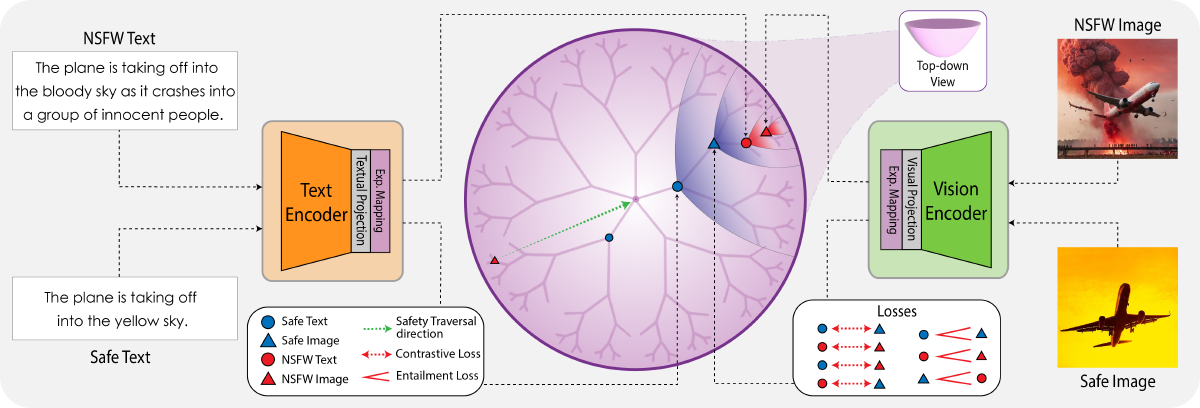 NSFW Text
The plane is taking off into
the bloody sky as it crashes into
a group of innocent people.
Text
Encoder
Textual Projection
Exp. Mapping
The plane is taking off
into the yellow sky.
Safe Text
Safe Text
Safe Image
NSFW Text
NSFW Image
Safety Traversal
direction
Contrastive Loss
Entailment Loss
Top-down
View
Exp. Mapping
Visual Projection
Vision
Encoder
Losses
NSFW Image
Safe Image